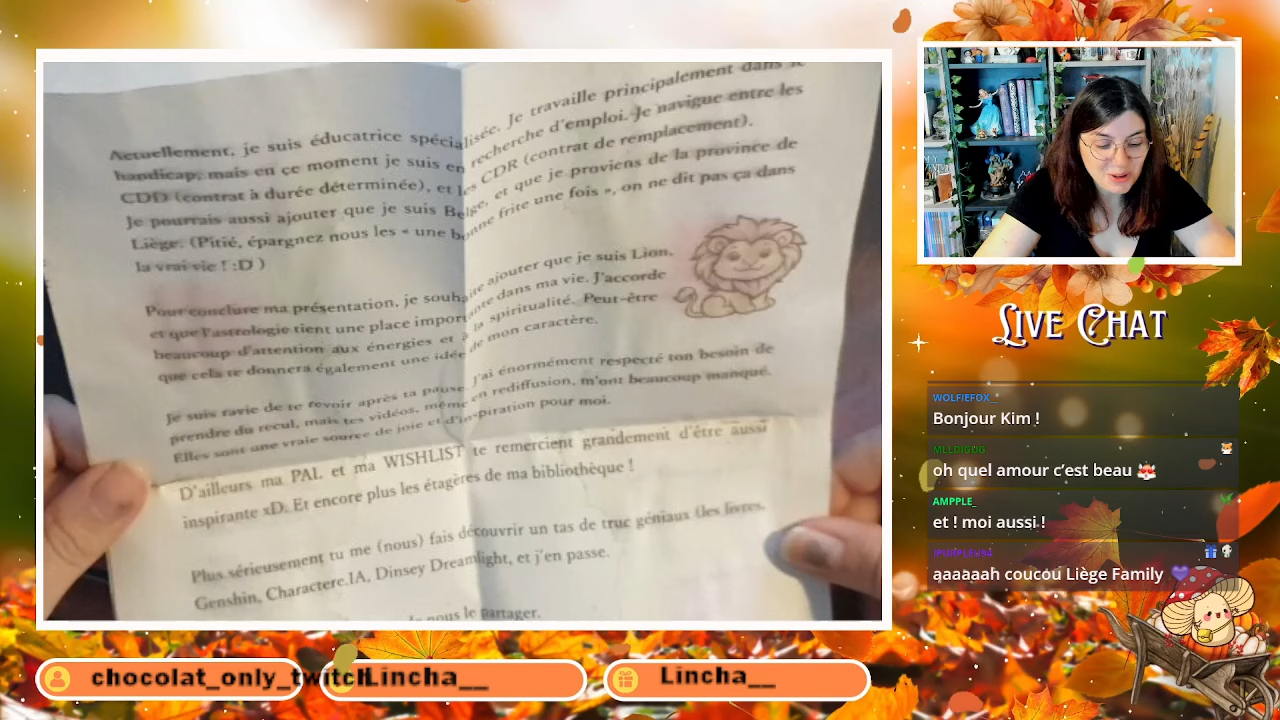 Actuellement, je suis éducatrice spécialisée. Je travaille principalement dans le
handicap, mais en ce moment je suis en recherche d'emploi. Je navigue entre les
CDD (contrat à durée déterminée), et les CDR (contrat de remplacement).
Je pourrais aussi ajouter que je suis Belge, et que je proviens de la province de
Liège. (Pitié, épargnez nous les « une bonne frite une fois », on ne dit pas ça dans
la vrai vie ! :D )
Pour conclure ma présentation, je souhaite ajouter que je suis Lion,
et que l'astrologie tient une place importante dans ma vie. J'accorde
beaucoup d'attention aux énergies et à la spiritualité. Peut-être
que cela te donnera également une idée de mon caractère.
Je suis ravie de te revoir après ta pause. J'ai énormément respecté ton besoin de
prendre du recul, mais tes vidéos, même en rediffusion, m'ont beaucoup manqué.
Elles sont une vraie source de joie et d'inspiration pour moi.
D'ailleurs ma PAL et ma WISHLIST te remercient grandement d'être aussi
inspirante xD. Et encore plus les étagères de ma bibliothèque !
Plus sérieusement tu me (nous) fais découvrir un tas de truc géniaux (les livres,
Genshin, Charactere.IA, Dinsey Dreamlight, et j'en passe.
de nous le partager.
LIVE CHAT
WOLFIEFOX
Bonjour Kim !
MLLDIGOG
oh quel amour c'est beau
AMPPLE_
et ! moi aussi !
aaaaaah coucou Liège Family 💜
chocolat_only_twitch
Lincha__
Lincha__